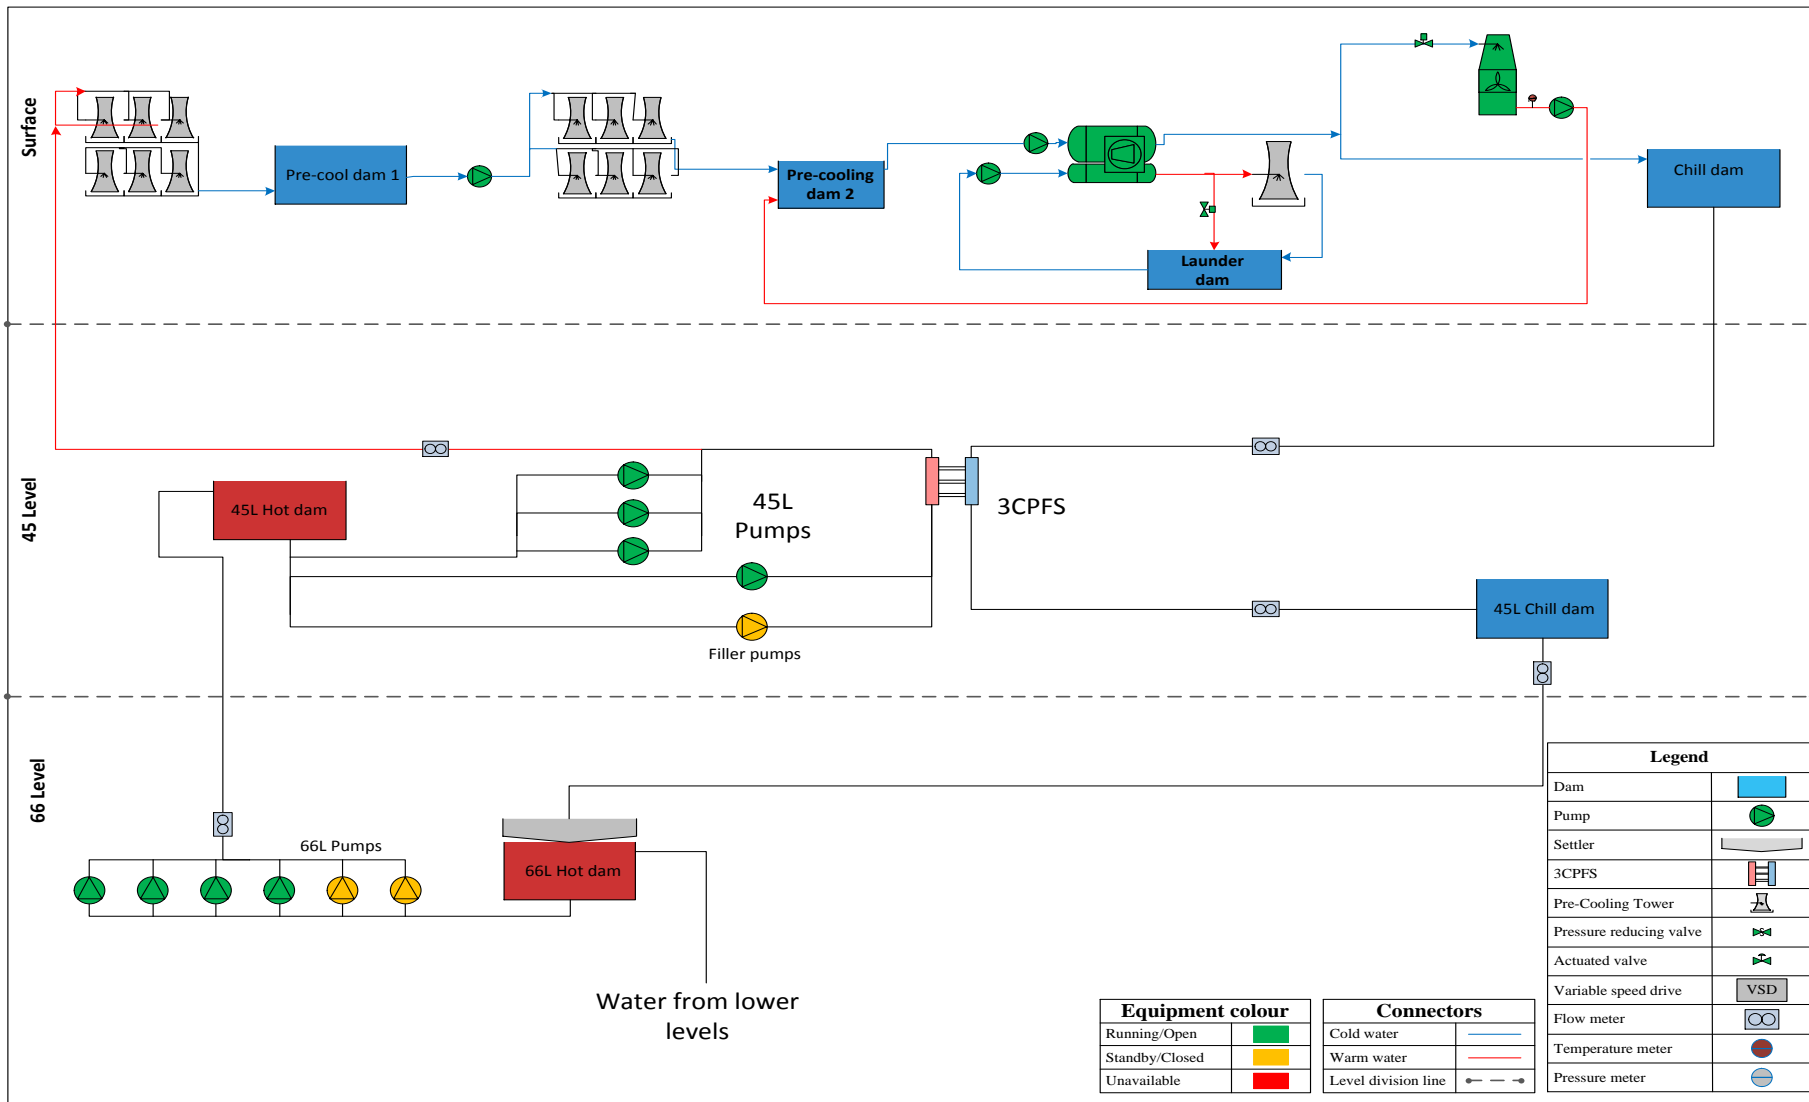 Surface
Pre-cool dam 1
Pre-cooling
dam 2
Launder
dam
Chill dam
45 Level
45L Hot dam
45L
Pumps
3CPFS
45L Chill dam
Filler pumps
66 Level
66L Pumps
66L Hot dam
Water from lower
levels
Equipment colour
Running/Open
Standby/Closed
Unavailable
Connectors
Cold water
Warm water
Level division line
Legend
Dam
Pump
Settler
3CPFS
Pre-Cooling Tower
Pressure reducing valve
Actuated valve
Variable speed drive VSD
Flow meter
Temperature meter
Pressure meter